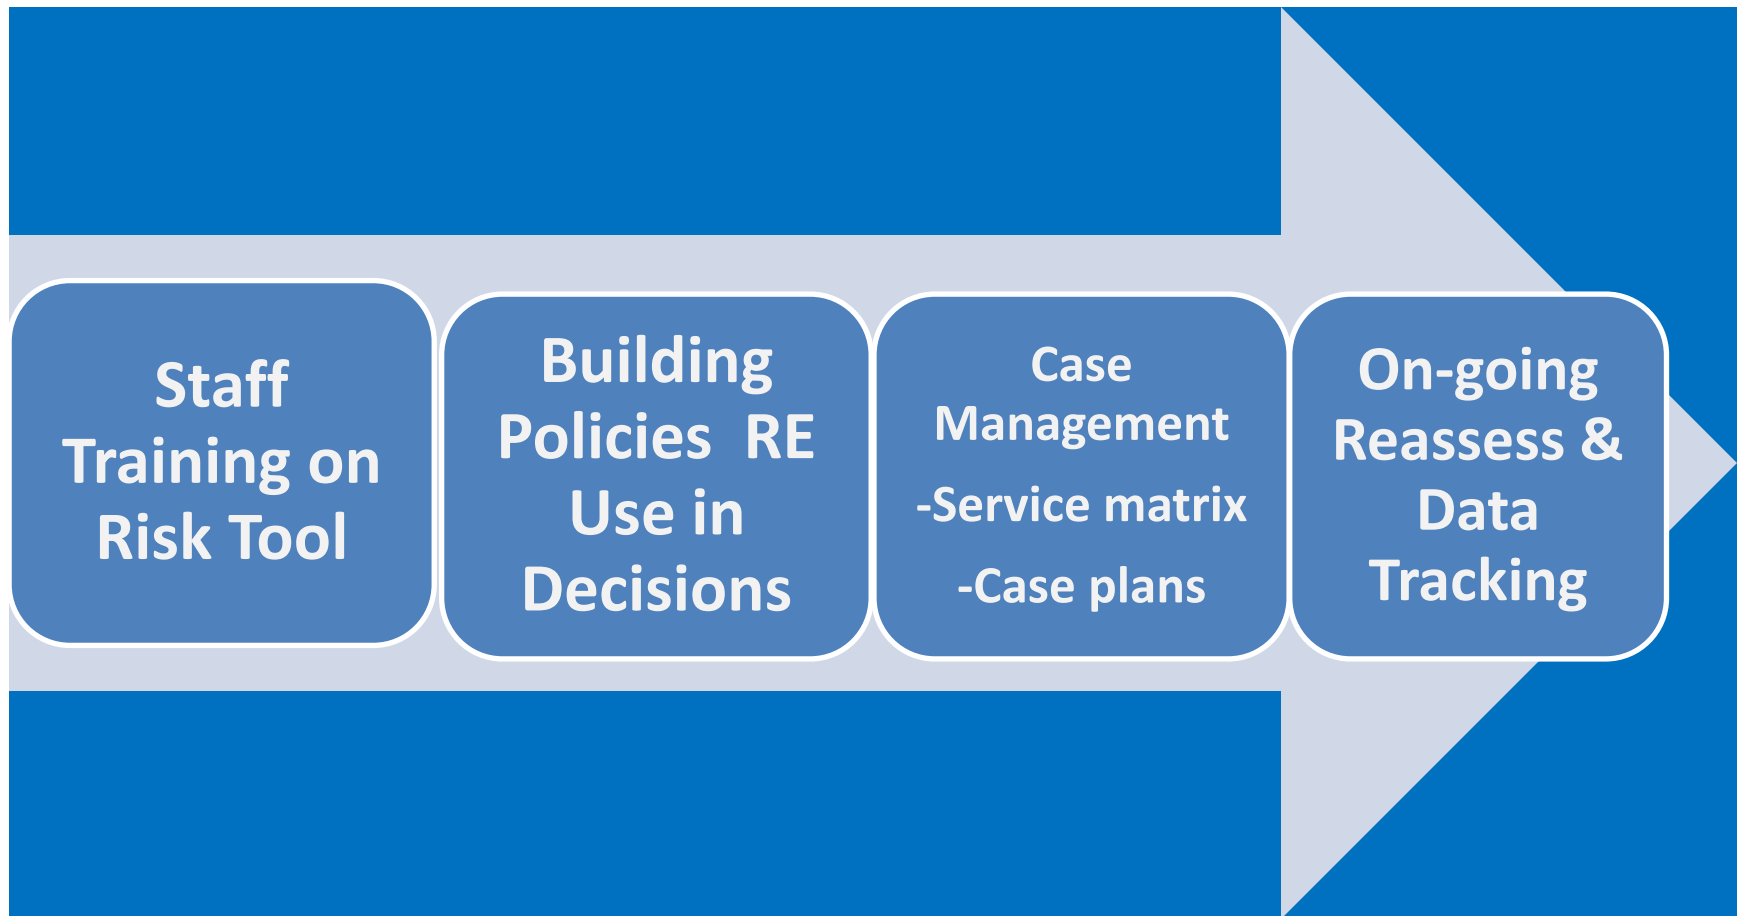 Staff
Training on
Risk Tool
Building
Policies  RE
Use in
Decisions
Case
Management
-Service matrix
-Case plans
On-going
Reassess &
Data
Tracking